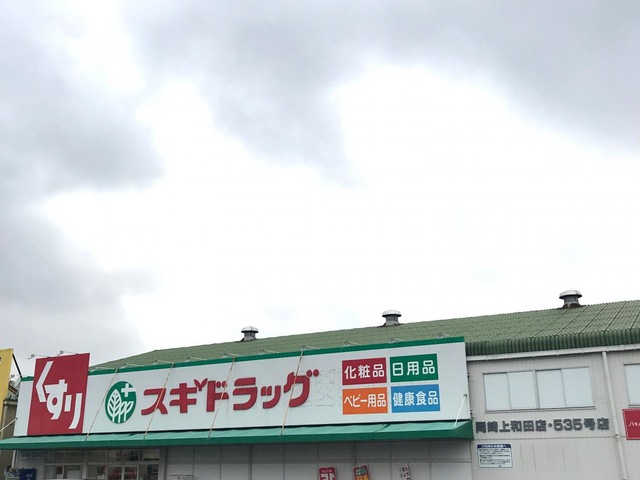 くすり
スギドラッグ
化粧品
日用品
ベビー用品
健康食品
岡崎上和田店・535号店